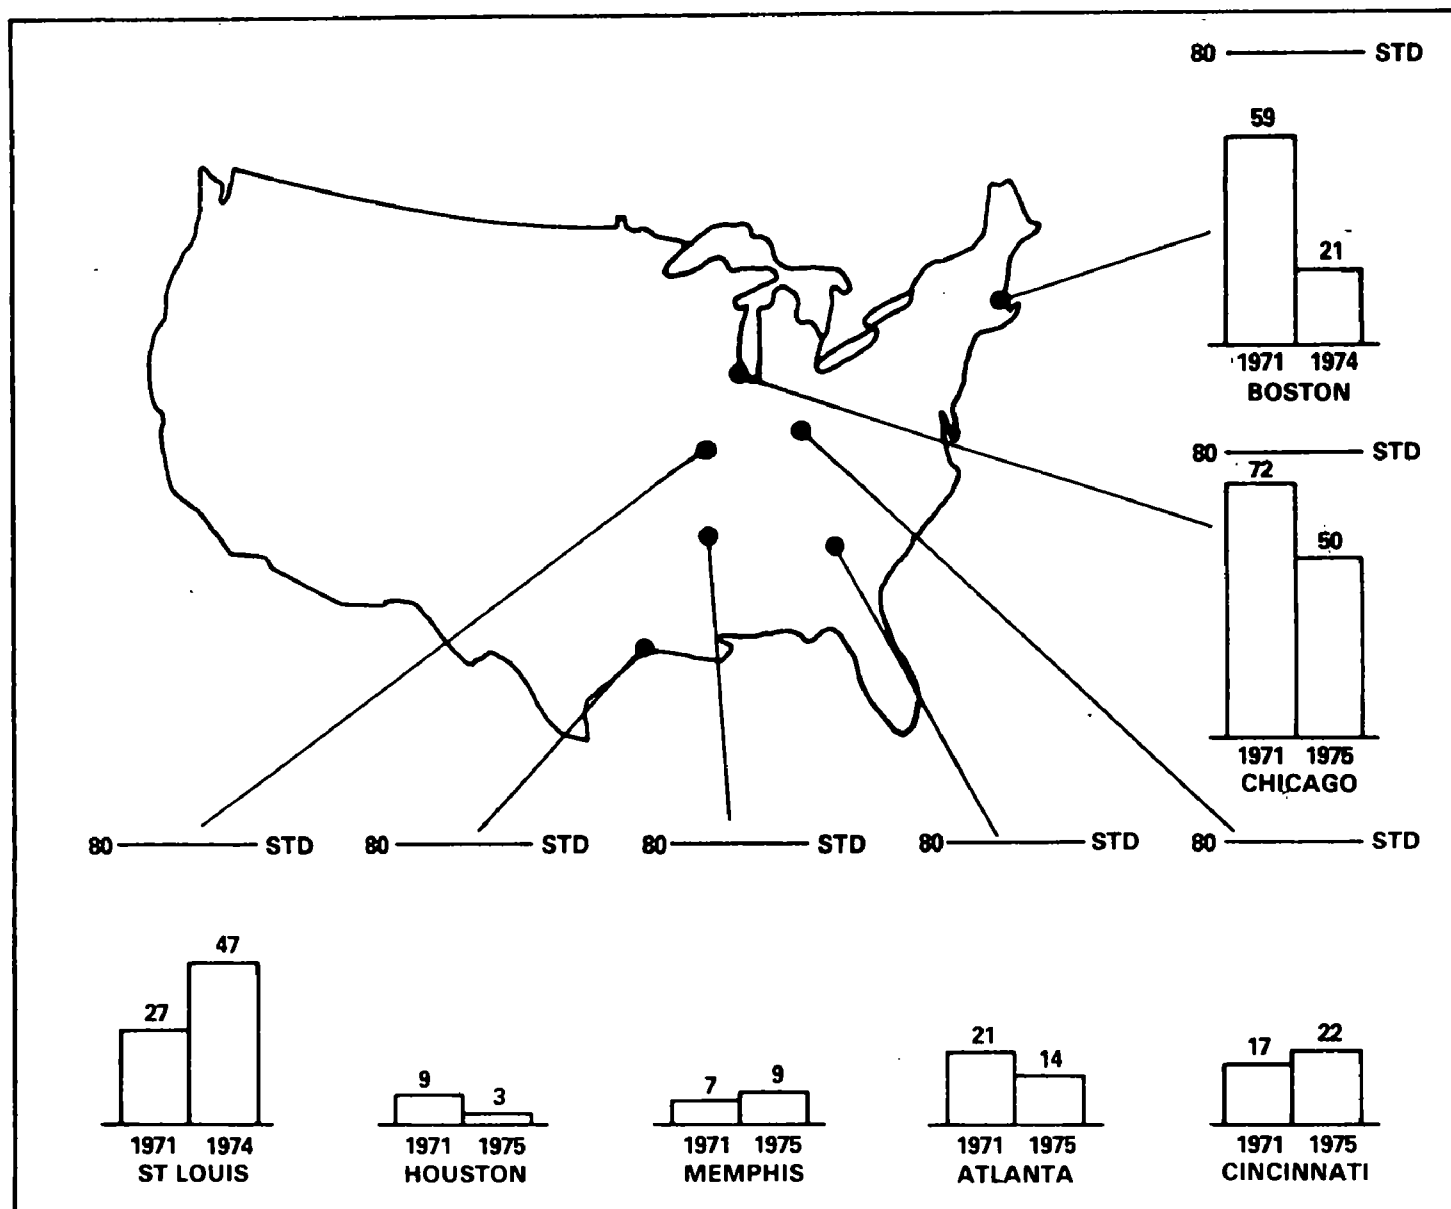 80 STD
59
21
1971 1974
BOSTON
80 STD
72
50
1971 1975
CHICAGO
80 STD 80 STD 80 STD 80 STD 80 STD
27 47
1971 1974
ST LOUIS
9 3
1971 1975
HOUSTON
7 9
1971 1975
MEMPHIS
21 14
1971 1975
ATLANTA
17 22
1971 1975
CINCINNATI